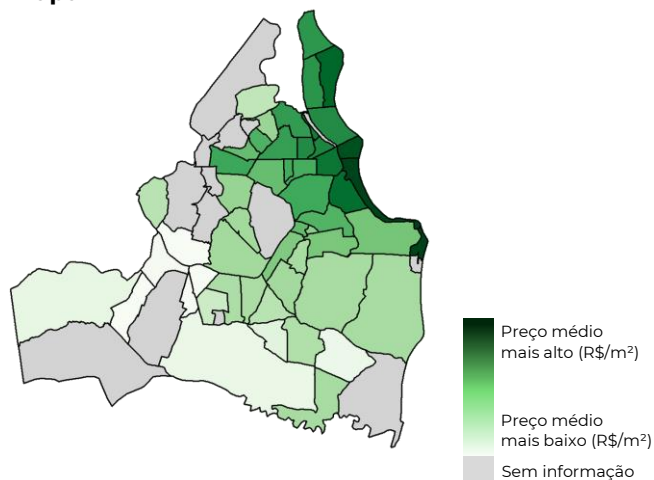 Preço médio
mais alto (R$/m²)
Preço médio
mais baixo (R$/m²)
Sem informação